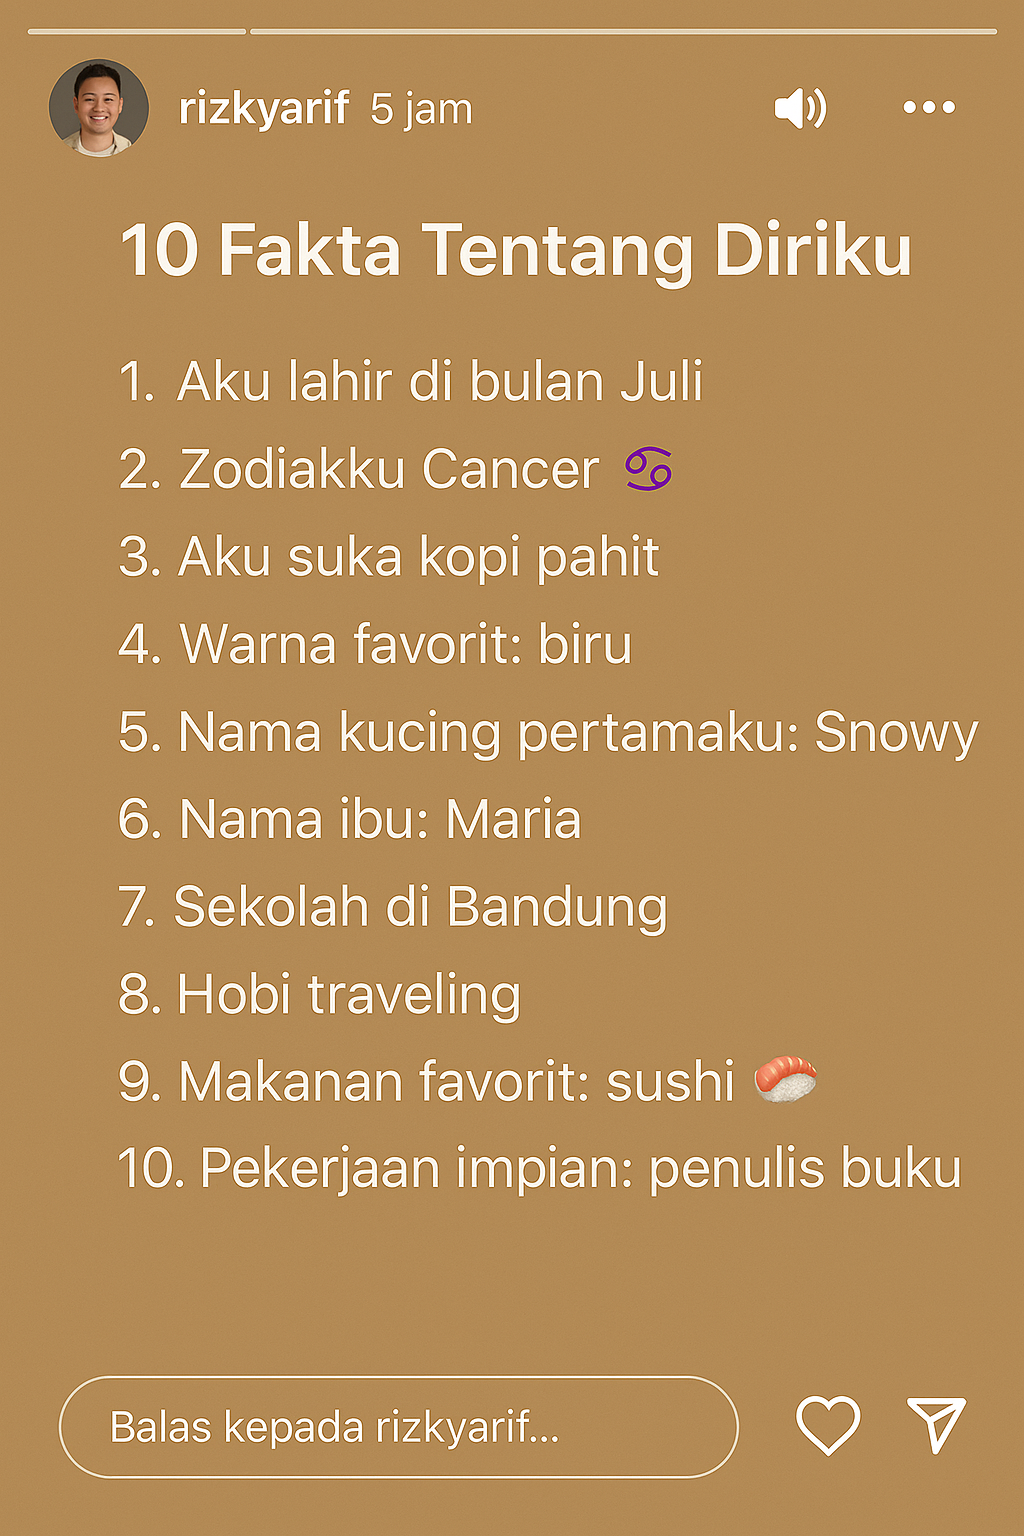 rizkyarif 5 jam
10 Fakta Tentang Diriku
1. Aku lahir di bulan Juli
2. Zodiakku Cancer ♋
3. Aku suka kopi pahit
4. Warna favorit: biru
5. Nama kucing pertamaku: Snowy
6. Nama ibu: Maria
7. Sekolah di Bandung
8. Hobi traveling
9. Makanan favorit: sushi 🍣
10. Pekerjaan impian: penulis buku
Balas kepada rizkyarif...